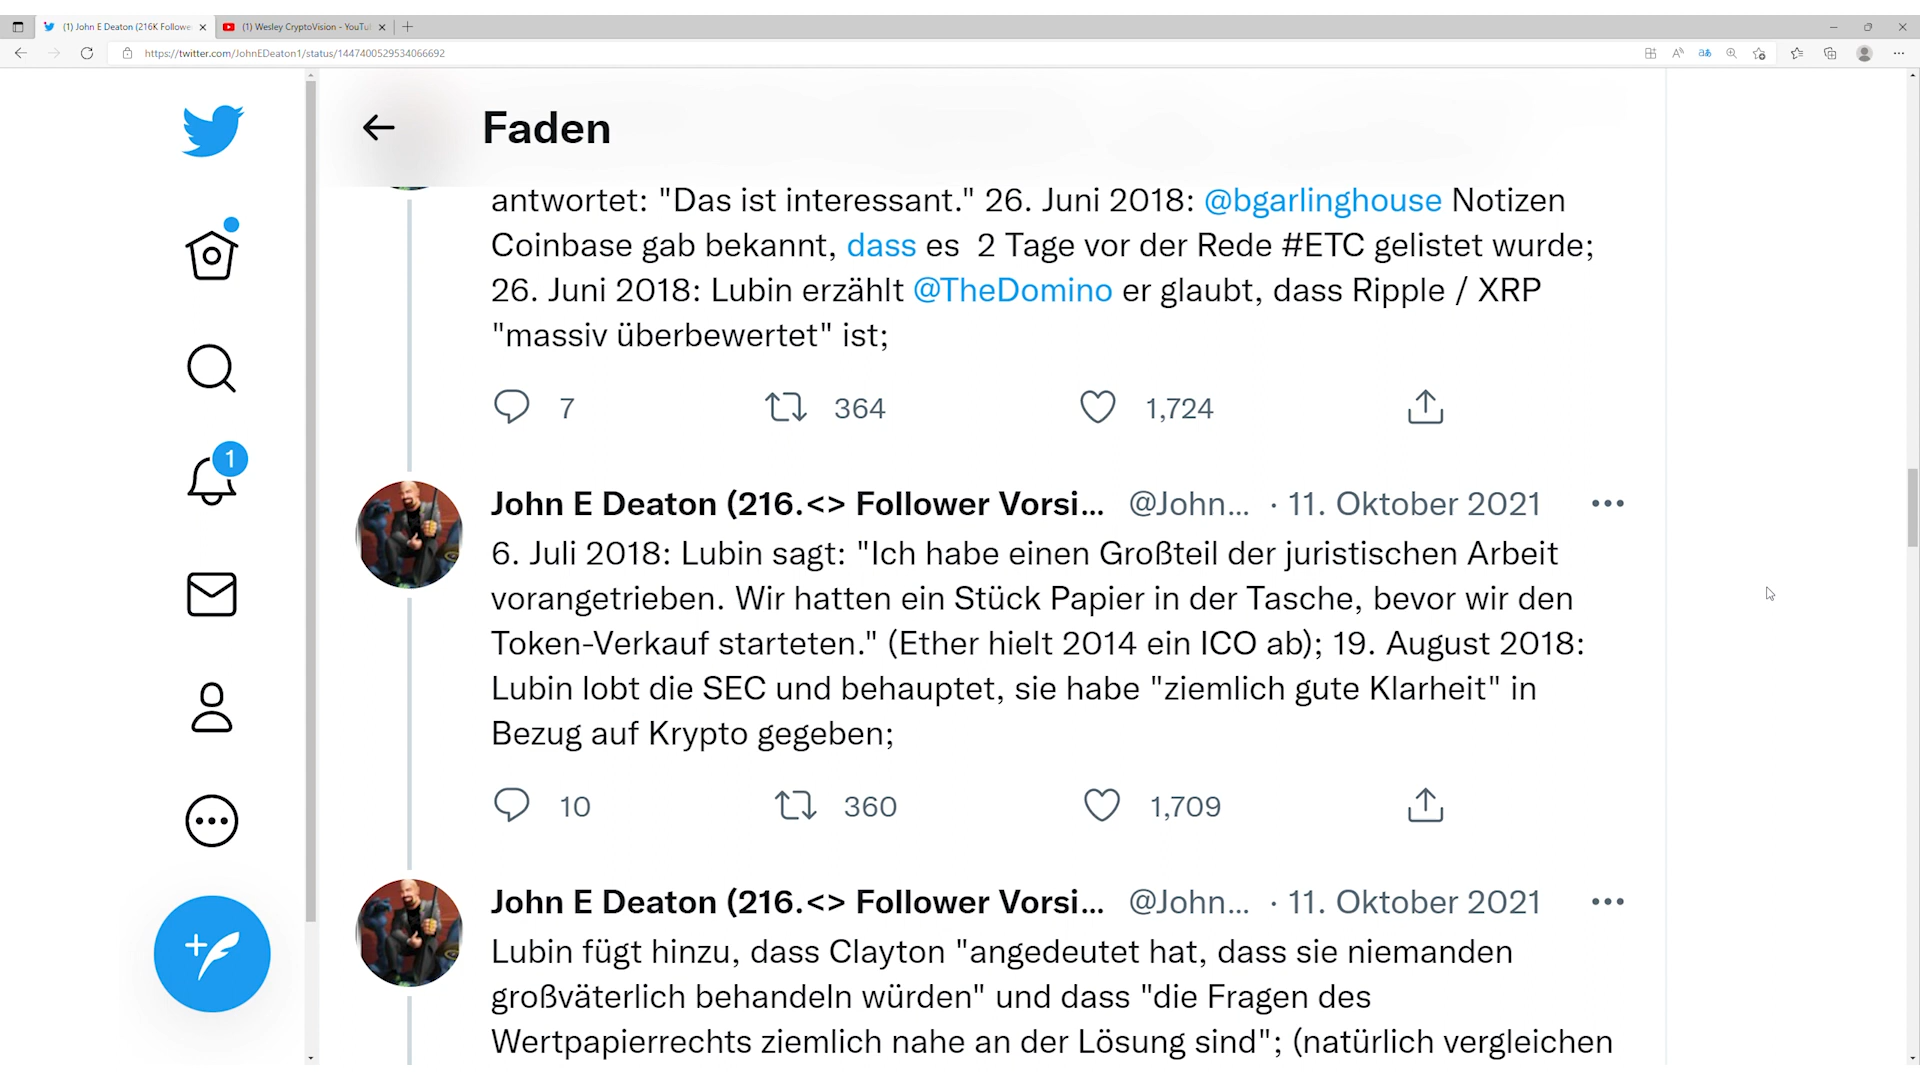 (1) John E Deaton (216K Followe
(1) Wesley CryptoVision - YouTu
https://twitter.com/JohnEDeaton1/status/1447400529534066692
Faden
antwortet: "Das ist interessant." 26. Juni 2018: @bgarlinghouse Notizen
Coinbase gab bekannt, dass es 2 Tage vor der Rede #ETC gelistet wurde;
26. Juni 2018: Lubin erzählt @TheDomino er glaubt, dass Ripple / XRP
"massiv überbewertet" ist;
7 364 1,724
1
John E Deaton (216.<> Follower Vorsi... @John... · 11. Oktober 2021
6. Juli 2018: Lubin sagt: "Ich habe einen Großteil der juristischen Arbeit
vorangetrieben. Wir hatten ein Stück Papier in der Tasche, bevor wir den
Token-Verkauf starteten." (Ether hielt 2014 ein ICO ab); 19. August 2018:
Lubin lobt die SEC und behauptet, sie habe "ziemlich gute Klarheit" in
Bezug auf Krypto gegeben;
10 360 1,709
John E Deaton (216.<> Follower Vorsi... @John... · 11. Oktober 2021
Lubin fügt hinzu, dass Clayton "angedeutet hat, dass sie niemanden
großväterlich behandeln würden" und dass "die Fragen des
Wertpapierrechts ziemlich nahe an der Lösung sind"; (natürlich vergleichen